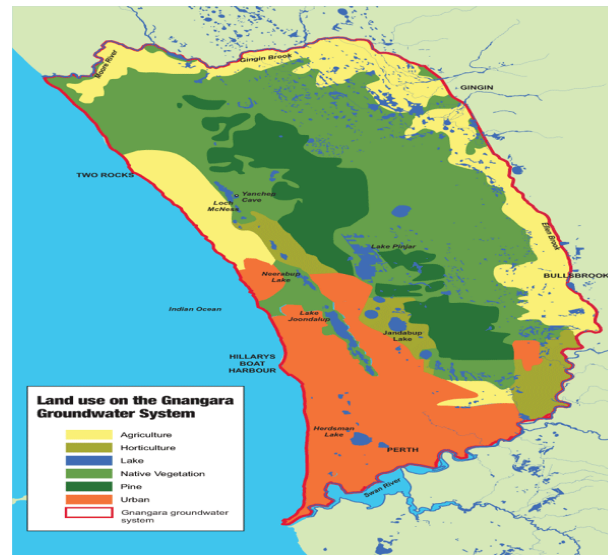 Moore River
Gingin Brook
GINGIN
TWO ROCKS
Yanchep
Cave
Loch
McNess
Ellen Brook
Lake Pinjar
Neerabup
Lake
BULLSBROOK
Indian Ocean
Lake
Joondalup
Jandabup
Lake
HILLARYS
BOAT
HARBOUR
Land use on the Gnangara
Groundwater System
Agriculture
Horticulture
Lake
Native Vegetation
Pine
Urban
Gnangara groundwater
system
Herdsman
Lake
PERTH
Swan River